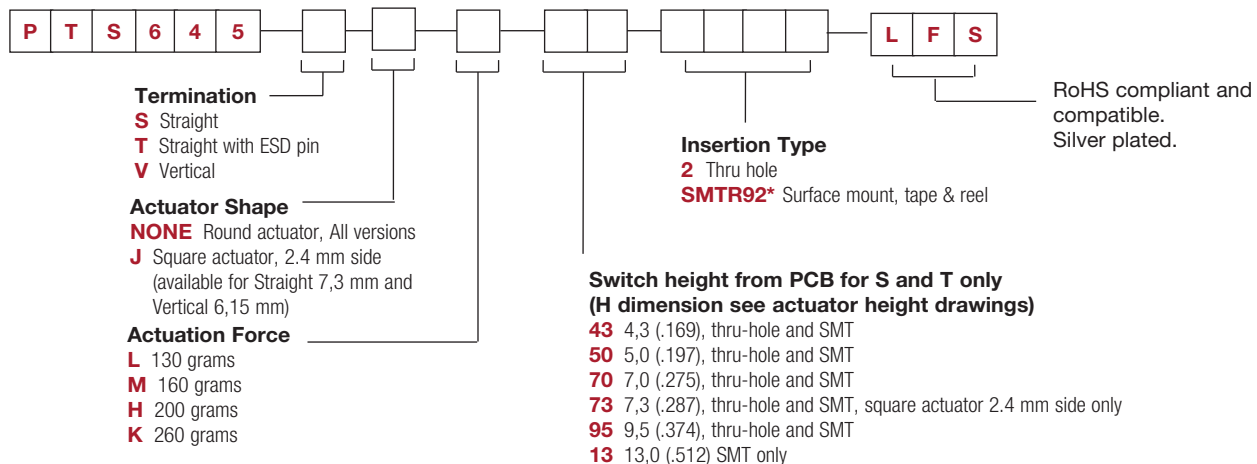 P T S 6 4 5 L F S
RoHS compliant and
compatible.
Silver plated.
Termination
S Straight
T Straight with ESD pin
V Vertical
Actuator Shape
NONE Round actuator, All versions
J Square actuator, 2.4 mm side
(available for Straight 7,3 mm and
Vertical 6,15 mm)
Actuation Force
L 130 grams
M 160 grams
H 200 grams
K 260 grams
Insertion Type
2 Thru hole
SMTR92* Surface mount, tape & reel
Switch height from PCB for S and T only
(H dimension see actuator height drawings)
43 4,3 (.169), thru-hole and SMT
50 5,0 (.197), thru-hole and SMT
70 7,0 (.275), thru-hole and SMT
73 7,3 (.287), thru-hole and SMT, square actuator 2.4 mm side only
95 9,5 (.374), thru-hole and SMT
13 13,0 (.512) SMT only